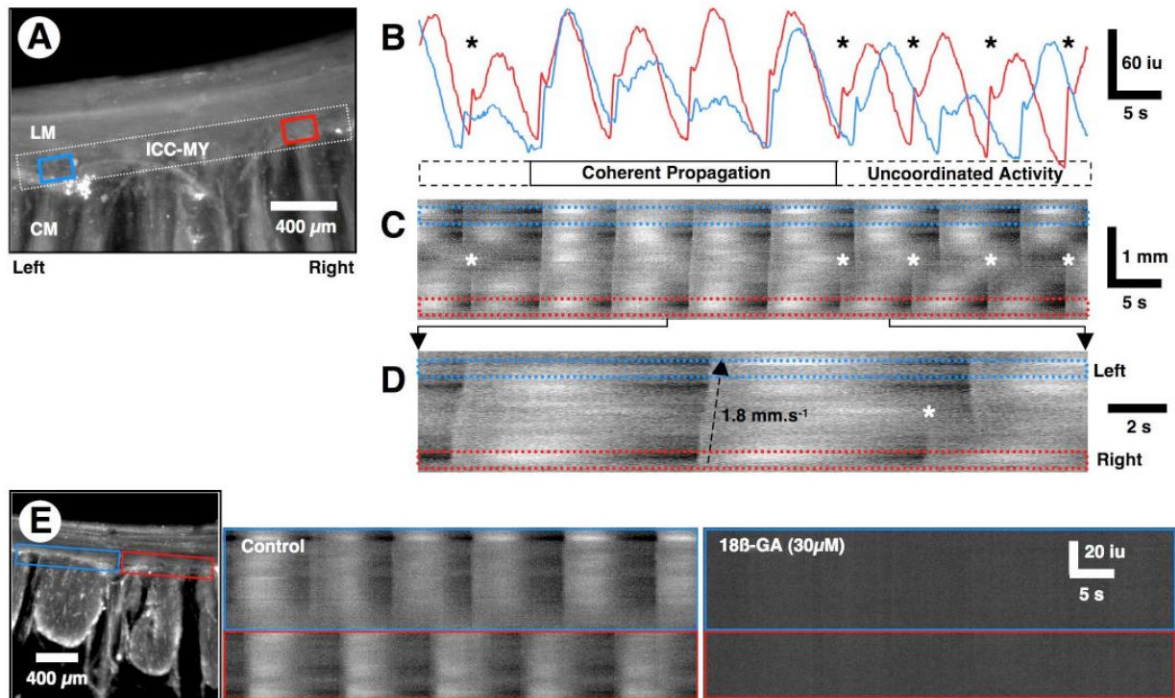 A
LM
ICC-MY
CM
400 µm
Left
Right
B
*
*
*
*
*
60 iu
5 s
Coherent Propagation
Uncoordinated Activity
C
*
*
*
*
*
1 mm
5 s
D
Left
1.8 mm.s⁻¹
*
2 s
Right
E
400 µm
Control
18ß-GA (30µM)
20 iu
5 s